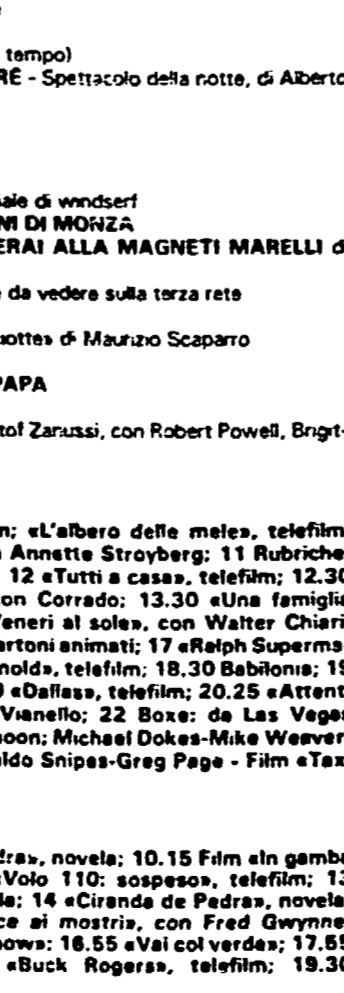 tempo)
RE - Spettacolo della notte, di Alberto
ale di windserf
NI DI MONZA
ERAI ALLA MAGNETI MARELLI d
da vedere sulla terza rete
otte» di Maurizio Scaparro
PAPA
tof Zanussi, con Robert Powell, Brigit-
n; «L'albero delle mele», telefilm
Annette Stroyberg; 11 Rubriche
12 «Tutti a casa», telefilm; 12.30
on Corrado; 13.30 «Una famiglia
Veneri al sole», con Walter Chiari
artoni animati; 17 «Ralph Superma-
nold», telefilm; 18.30 Babilonia; 19
«Dallas», telefilm; 20.25 «Attent
Vianello; 22 Boxe: da Las Vegas
oon; Michael Dokes-Mike Weaver
ldo Snipes-Greg Page - Film «Tax
dra», novela; 10.15 Film «In gamba
«Volo 110: sospeso», telefilm; 13
la; 14 «Ciranda de Pedra», novela
ce ai mostri», con Fred Gwynne
how»; 16.55 «Vai col verde»; 17.55
«Buck Rogers», telefilm; 19.30